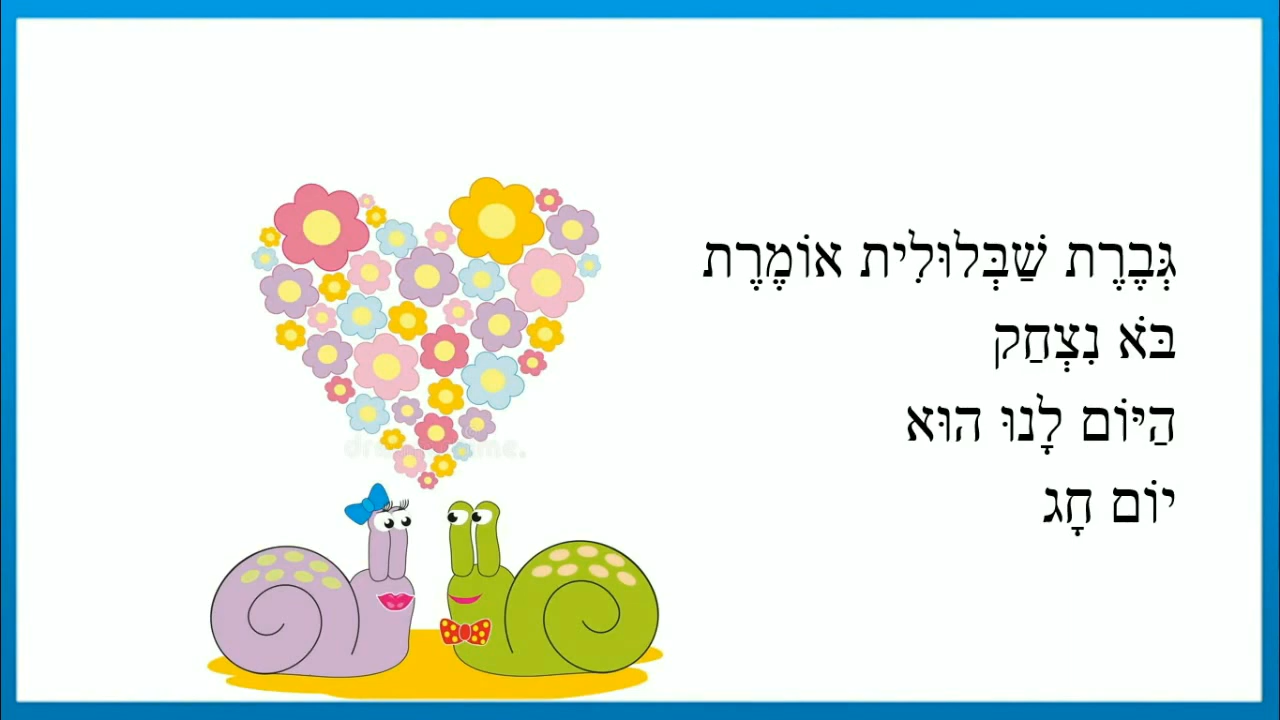 גְּבֶרֶת שַׁבְּלוּלִית אוֹמֶרֶת
בֹּא נִצְחַק
הַיּוֹם לָנוּ הוּא
יוֹם חָג